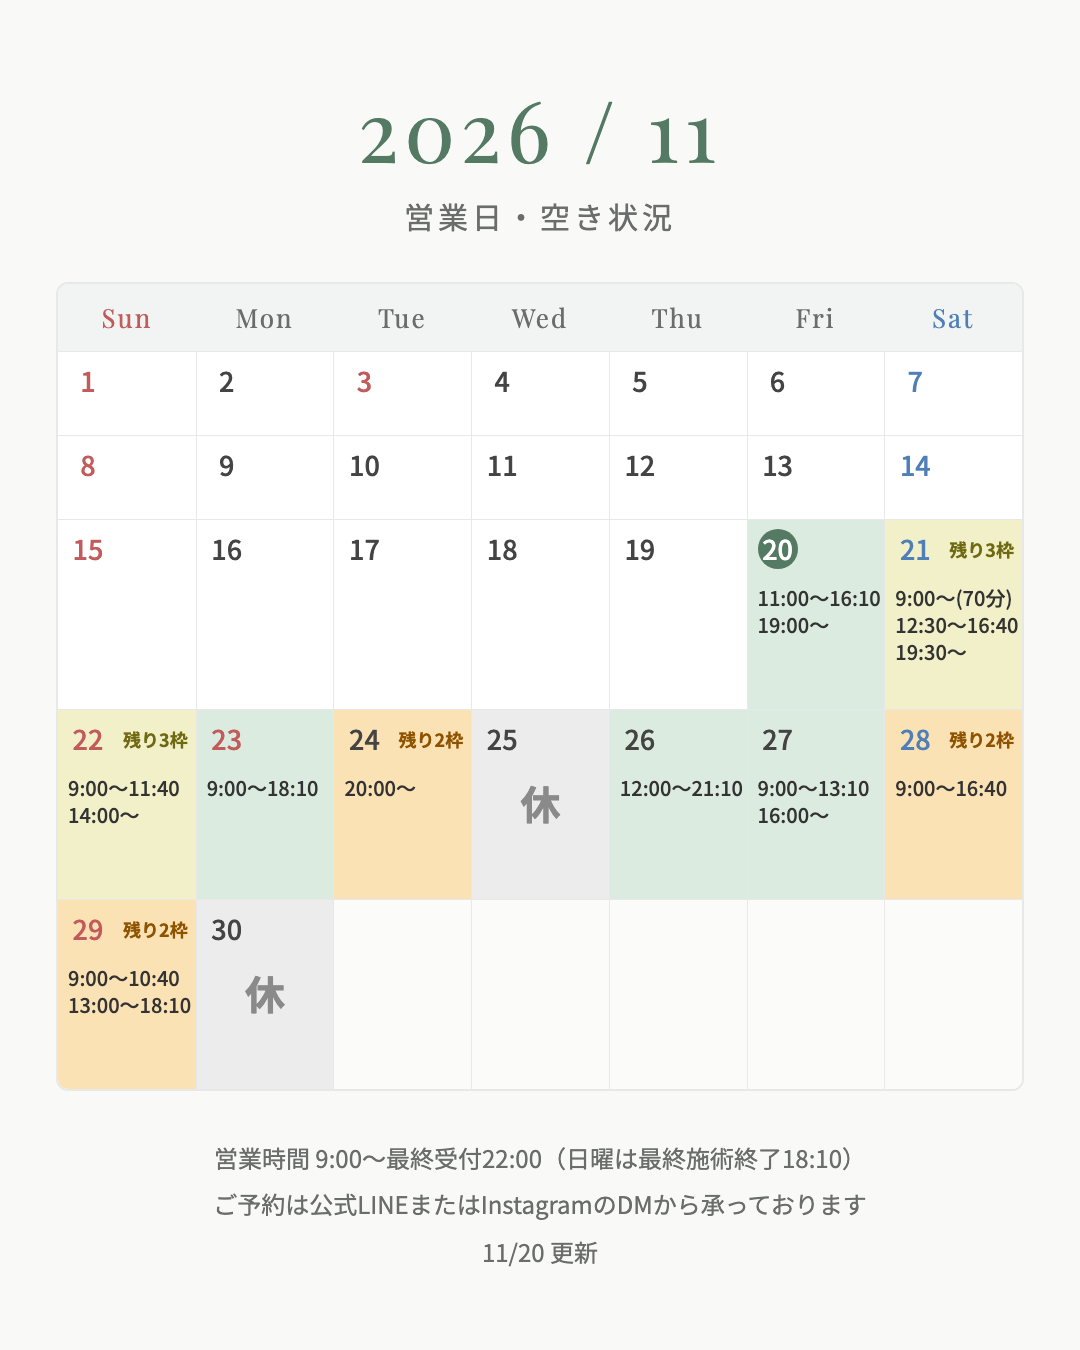 2026 / 11
営業日・空き状況
Sun Mon Tue Wed Thu Fri Sat
1 2 3 4 5 6 7
8 9 10 11 12 13 14
15 16 17 18 19 20 21 残り3枠
11:00〜16:10 9:00〜(70分)
19:00〜 12:30〜16:40
19:30〜
22 残り3枠 23 24 残り2枠 25 26 27 28 残り2枠
9:00〜11:40 9:00〜18:10 20:00〜 休 12:00〜21:10 9:00〜13:10 9:00〜16:40
14:00〜 16:00〜
29 残り2枠 30
9:00〜10:40 休
13:00〜18:10
営業時間 9:00〜最終受付22:00（日曜は最終施術終了18:10）
ご予約は公式LINEまたはInstagramのDMから承っております
11/20 更新